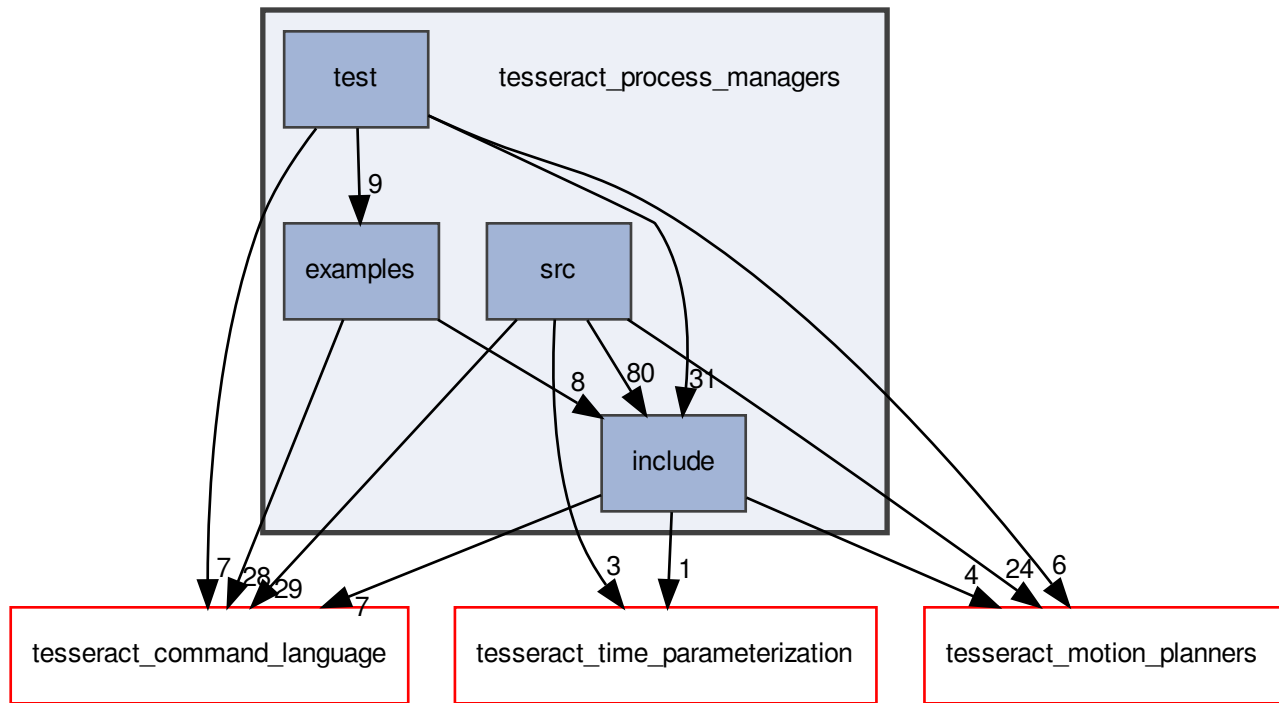 test
tesseract_process_managers
9
examples
src
8
80
31
include
7
28
29
7
3
1
4
24
6
tesseract_command_language
tesseract_time_parameterization
tesseract_motion_planners